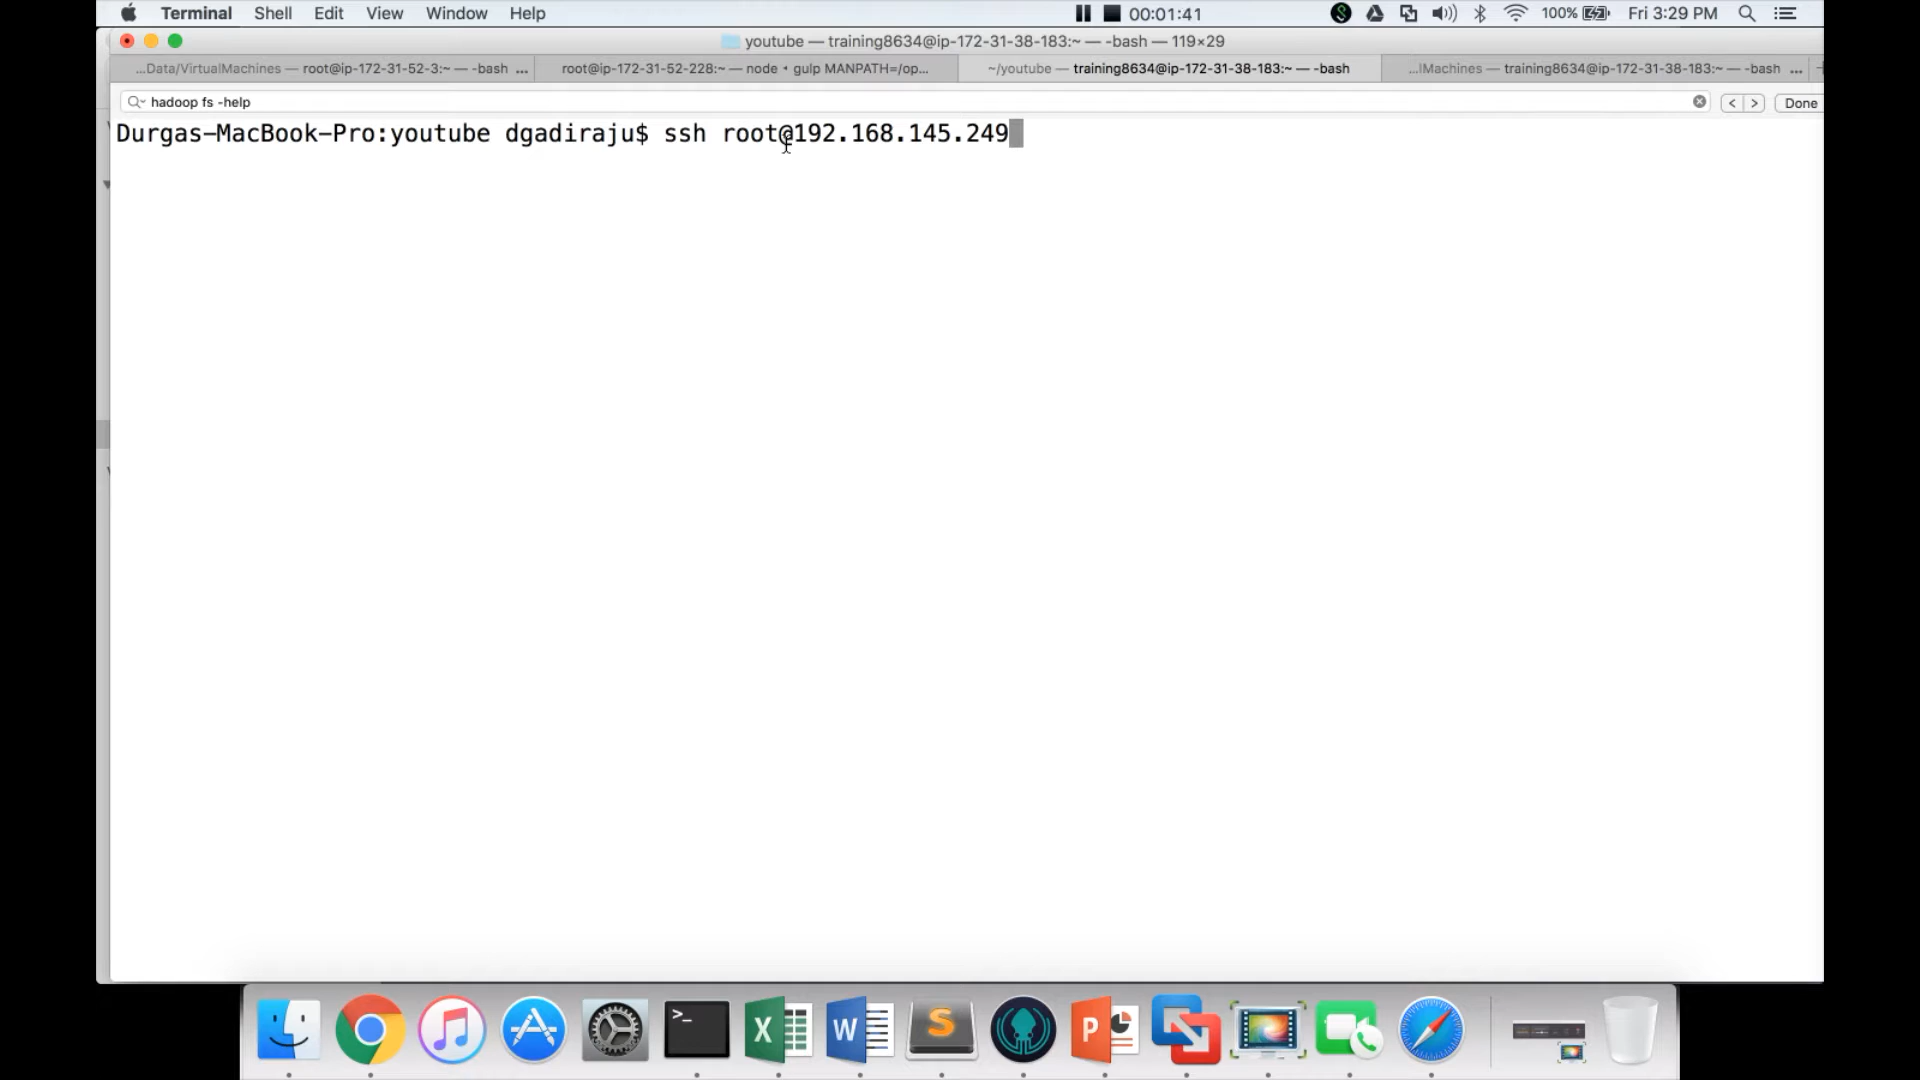 Terminal Shell Edit View Window Help 00:01:41 100% Fri 3:29 PM
youtube — training8634@ip-172-31-38-183:~ — -bash — 119×29
...Data/VirtualMachines — root@ip-172-31-52-3:~ — -bash ... root@ip-172-31-52-228:~ — node • gulp MANPATH=/op... ~/youtube — training8634@ip-172-31-38-183:~ — -bash ...lMachines — training8634@ip-172-31-38-183:~ — -bash ...
hadoop fs -help < > Done
Durgas-MacBook-Pro:youtube dgadiraju$ ssh root@192.168.145.249
>_ X W S P